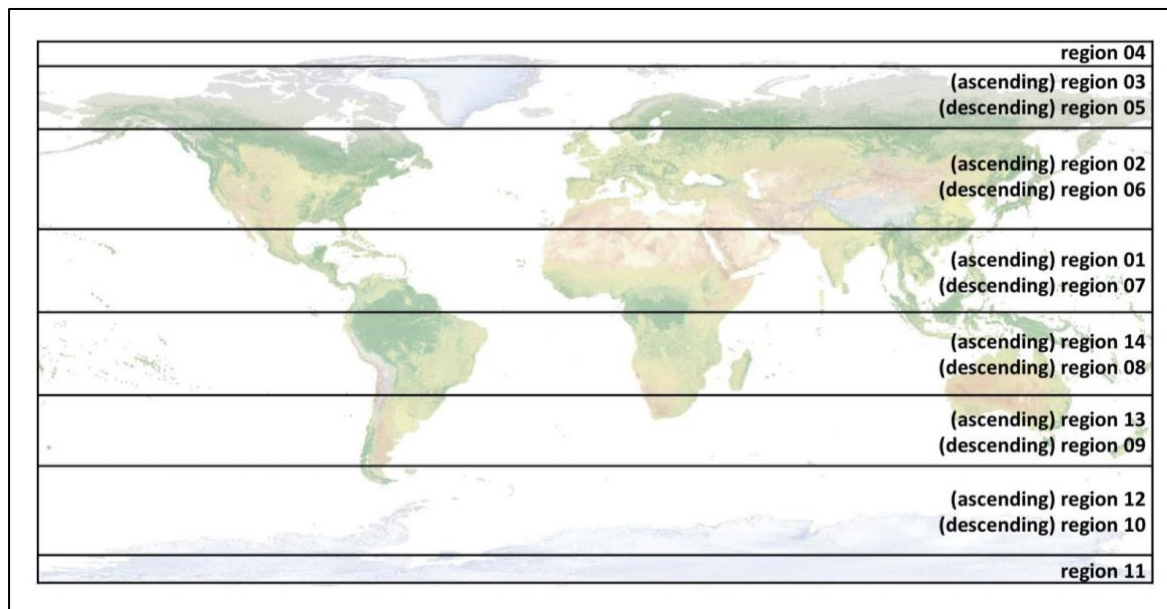 region 04
(ascending) region 03
(descending) region 05
(ascending) region 02
(descending) region 06
(ascending) region 01
(descending) region 07
(ascending) region 14
(descending) region 08
(ascending) region 13
(descending) region 09
(ascending) region 12
(descending) region 10
region 11